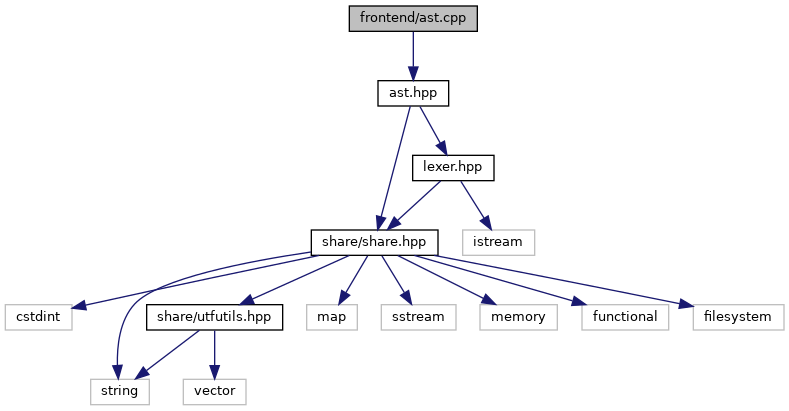 frontend/ast.cpp
ast.hpp
lexer.hpp
share/share.hpp
istream
cstdint
share/utfutils.hpp
map
sstream
memory
functional
filesystem
string
vector